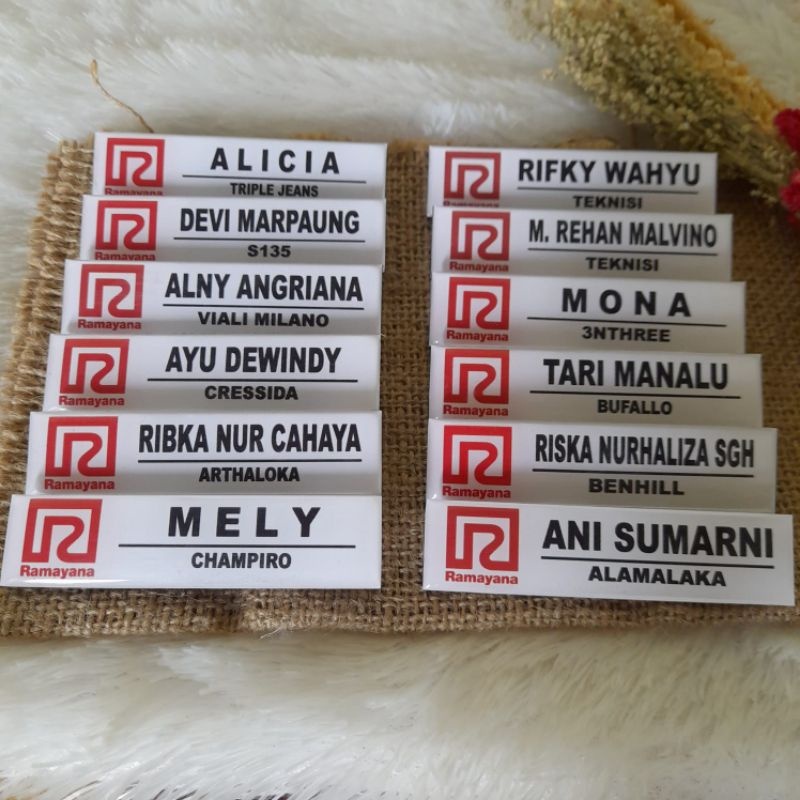 Ramayana
ALICIA
TRIPLE JEANS
Ramayana
DEVI MARPAUNG
S135
Ramayana
ALNY ANGRIANA
VIALI MILANO
Ramayana
AYU DEWINDY
CRESSIDA
Ramayana
RIBKA NUR CAHAYA
ARTHALOKA
Ramayana
MELY
CHAMPIRO
Ramayana
RIFKY WAHYU
TEKNISI
Ramayana
M. REHAN MALVINO
TEKNISI
Ramayana
MONA
3NTHREE
Ramayana
TARI MANALU
BUFALLO
Ramayana
RISKA NURHALIZA SGH
BENHILL
Ramayana
ANI SUMARNI
ALAMALAKA